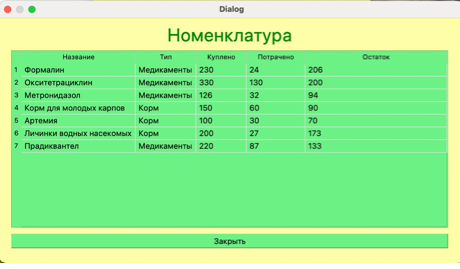 Dialog
Номенклатура
Название Тип Куплено Потрачено Остаток
1 Формалин Медикаменты 230 24 206
2 Окситетрациклин Медикаменты 330 130 200
3 Метронидазол Медикаменты 126 32 94
4 Корм для молодых карпов Корм 150 60 90
5 Артемия Корм 100 30 70
6 Личинки водных насекомых Корм 200 27 173
7 Прадиквантел Медикаменты 220 87 133
Закрыть